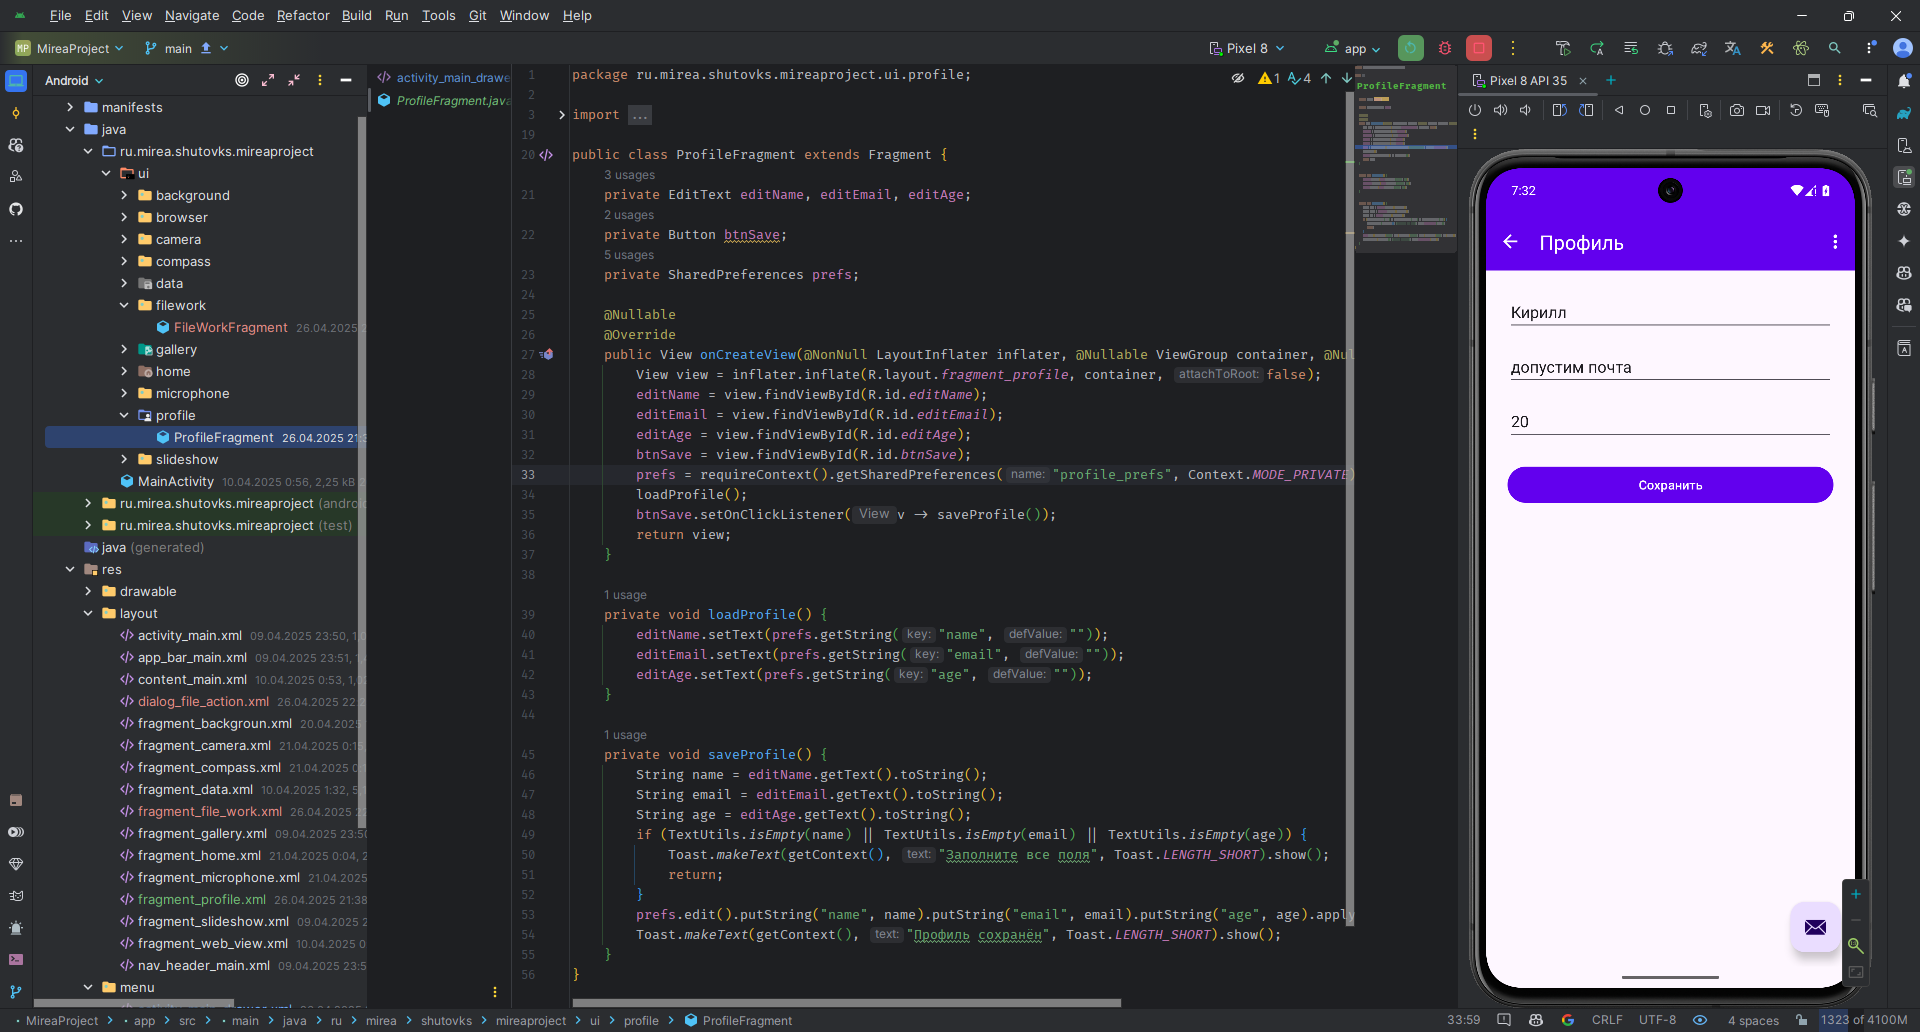 File Edit View Navigate Code Refactor Build Run Tools Git Window Help
MP MireaProject main Pixel 8 app
Android
manifests
java
ru.mirea.shutovks.mireaproject
ui
background
browser
camera
compass
data
filework
FileWorkFragment 26.04.2025 2
gallery
home
microphone
profile
ProfileFragment 26.04.2025 21:3
slideshow
MainActivity 10.04.2025 0:56, 2,25 kB
ru.mirea.shutovks.mireaproject (androi
ru.mirea.shutovks.mireaproject (test)
java (generated)
res
drawable
layout
activity_main.xml 09.04.2025 23:50, 1,0
app_bar_main.xml 09.04.2025 23:51, 1,
content_main.xml 10.04.2025 0:53, 1,0
dialog_file_action.xml 26.04.2025 22:2
fragment_backgroun.xml 20.04.2025
fragment_camera.xml 21.04.2025 0:15
fragment_compass.xml 21.04.2025 0:
fragment_data.xml 10.04.2025 1:32, 5,
fragment_file_work.xml 26.04.2025 22
fragment_gallery.xml 09.04.2025 23:50
fragment_home.xml 21.04.2025 0:04, 2
fragment_microphone.xml 21.04.2025
fragment_profile.xml 26.04.2025 21:38
fragment_slideshow.xml 09.04.2025 2
fragment_web_view.xml 10.04.2025 0
nav_header_main.xml 09.04.2025 23:5
menu
activity_main_drawe
ProfileFragment.java
1 package ru.mirea.shutovks.mireaproject.ui.profile;
2
3 import ...
19
20 public class ProfileFragment extends Fragment {
3 usages
21 private EditText editName, editEmail, editAge;
2 usages
22 private Button btnSave;
5 usages
23 private SharedPreferences prefs;
24
25 @Nullable
26 @Override
27 public View onCreateView(@NonNull LayoutInflater inflater, @Nullable ViewGroup container, @Nul
28 View view = inflater.inflate(R.layout.fragment_profile, container, attachToRoot: false);
29 editName = view.findViewById(R.id.editName);
30 editEmail = view.findViewById(R.id.editEmail);
31 editAge = view.findViewById(R.id.editAge);
32 btnSave = view.findViewById(R.id.btnSave);
33 prefs = requireContext().getSharedPreferences( name: "profile_prefs", Context.MODE_PRIVATE)
34 loadProfile();
35 btnSave.setOnClickListener( View v -> saveProfile());
36 return view;
37 }
38
1 usage
39 private void loadProfile() {
40 editName.setText(prefs.getString( key: "name", defValue: ""));
41 editEmail.setText(prefs.getString( key: "email", defValue: ""));
42 editAge.setText(prefs.getString( key: "age", defValue: ""));
43 }
44
1 usage
45 private void saveProfile() {
46 String name = editName.getText().toString();
47 String email = editEmail.getText().toString();
48 String age = editAge.getText().toString();
49 if (TextUtils.isEmpty(name) || TextUtils.isEmpty(email) || TextUtils.isEmpty(age)) {
50 Toast.makeText(getContext(), text: "Заполните все поля", Toast.LENGTH_SHORT).show();
51 return;
52 }
53 prefs.edit().putString("name", name).putString("email", email).putString("age", age).apply
54 Toast.makeText(getContext(), text: "Профиль сохранён", Toast.LENGTH_SHORT).show();
55 }
56 }
1 4
ProfileFragment
Pixel 8 API 35
7:32
Профиль
Кирилл
допустим почта
20
Сохранить
MireaProject > app > src > main > java > ru > mirea > shutovks > mireaproject > ui > profile > ProfileFragment
33:59 CRLF UTF-8 4 spaces 1323 of 4100M